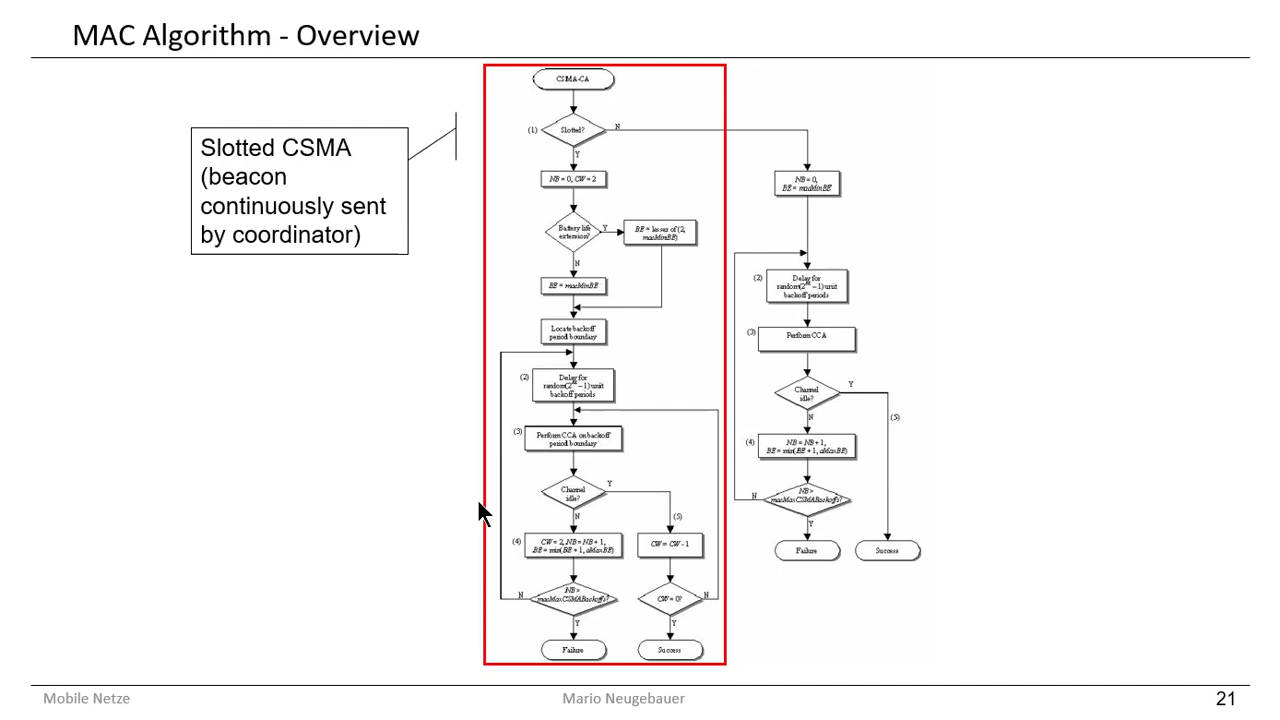 MAC Algorithm - Overview
Slotted CSMA
(beacon
continuously sent
by coordinator)
CSMA-CA
(1)
Slotted?
N
Y
NB = 0, CW = 2
Battery life
extension?
Y
BE = lesser of (2,
macMinBE)
N
BE = macMinBE
Locate backoff
period boundary
(2)
Delay for
random(2^BE – 1) unit
backoff periods
(3)
Perform CCA on backoff
period boundary
Channel
idle?
Y
N
(5)
(4)
CW = 2, NB = NB + 1,
BE = min(BE + 1, aMaxBE)
CW = CW - 1
NB >
macMaxCSMABackoffs?
N
CW = 0?
N
Y
Y
Failure
Success
NB = 0,
BE = macMinBE
(2)
Delay for
random(2^BE – 1) unit
backoff periods
(3)
Perform CCA
Channel
idle?
Y
N
(5)
(4)
NB = NB + 1,
BE = min(BE + 1, aMaxBE)
NB >
macMaxCSMABackoffs?
N
Y
Failure
Success
Mobile Netze
Mario Neugebauer
21